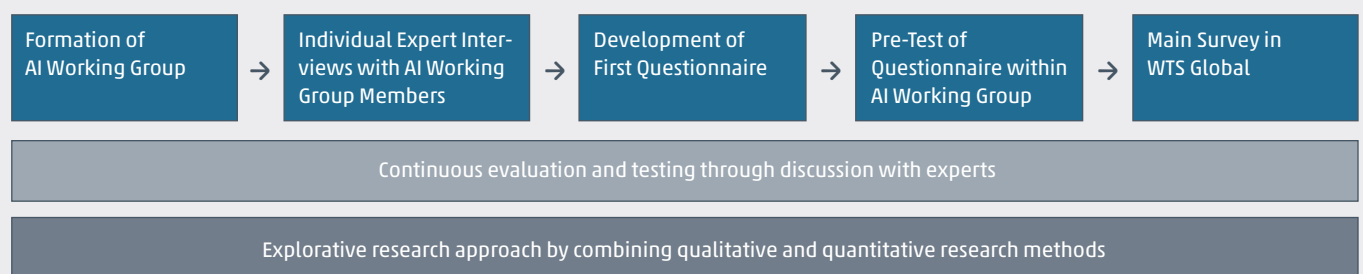 Formation of
AI Working Group
Individual Expert Inter-
views with AI Working
Group Members
Development of
First Questionnaire
Pre-Test of
Questionnaire within
AI Working Group
Main Survey in
WTS Global
Continuous evaluation and testing through discussion with experts
Explorative research approach by combining qualitative and quantitative research methods